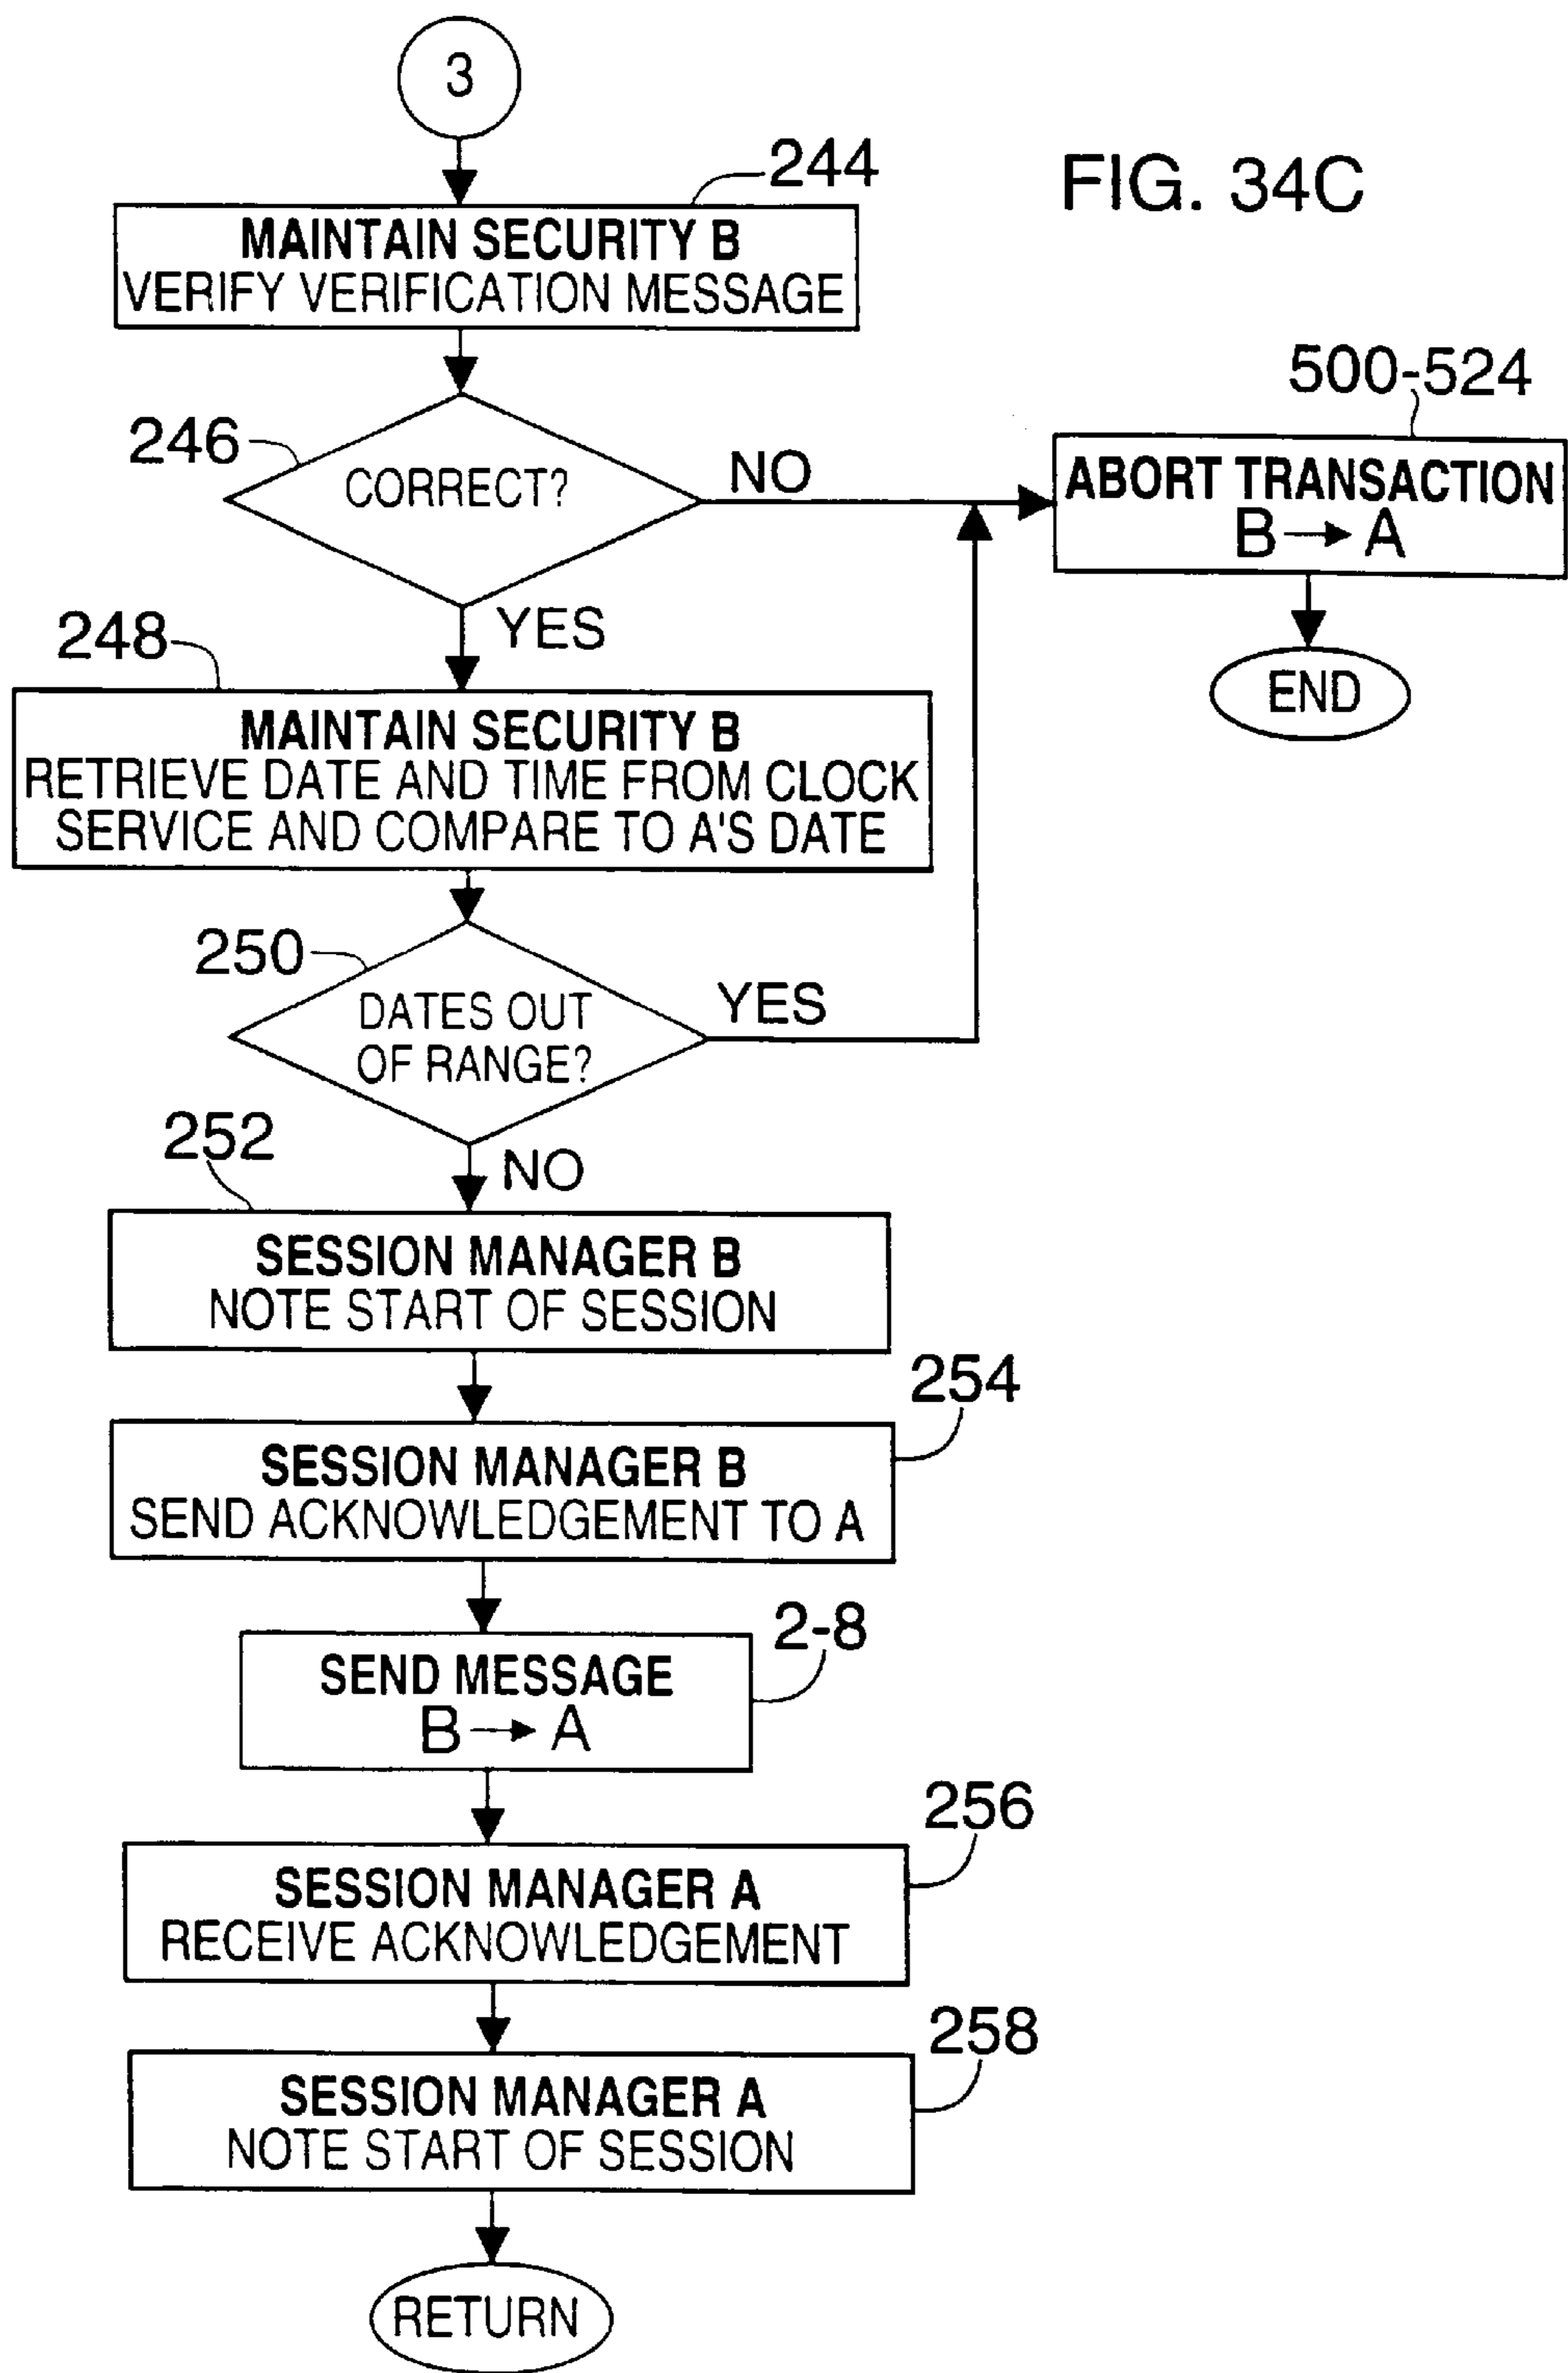 3
244
FIG. 34C
MAINTAIN SECURITY B
VERIFY VERIFICATION MESSAGE
500-524
246
CORRECT?
NO
ABORT TRANSACTION
B → A
YES
END
248
MAINTAIN SECURITY B
RETRIEVE DATE AND TIME FROM CLOCK
SERVICE AND COMPARE TO A'S DATE
250
DATES OUT
OF RANGE?
YES
252
NO
SESSION MANAGER B
NOTE START OF SESSION
254
SESSION MANAGER B
SEND ACKNOWLEDGEMENT TO A
2-8
SEND MESSAGE
B → A
256
SESSION MANAGER A
RECEIVE ACKNOWLEDGEMENT
258
SESSION MANAGER A
NOTE START OF SESSION
RETURN